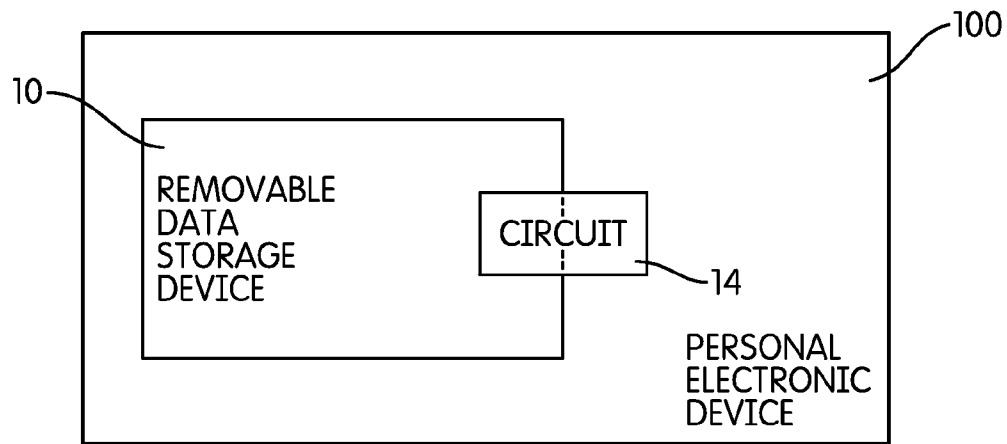 100
10
REMOVABLE
DATA
STORAGE
DEVICE
CIRCUIT
14
PERSONAL
ELECTRONIC
DEVICE